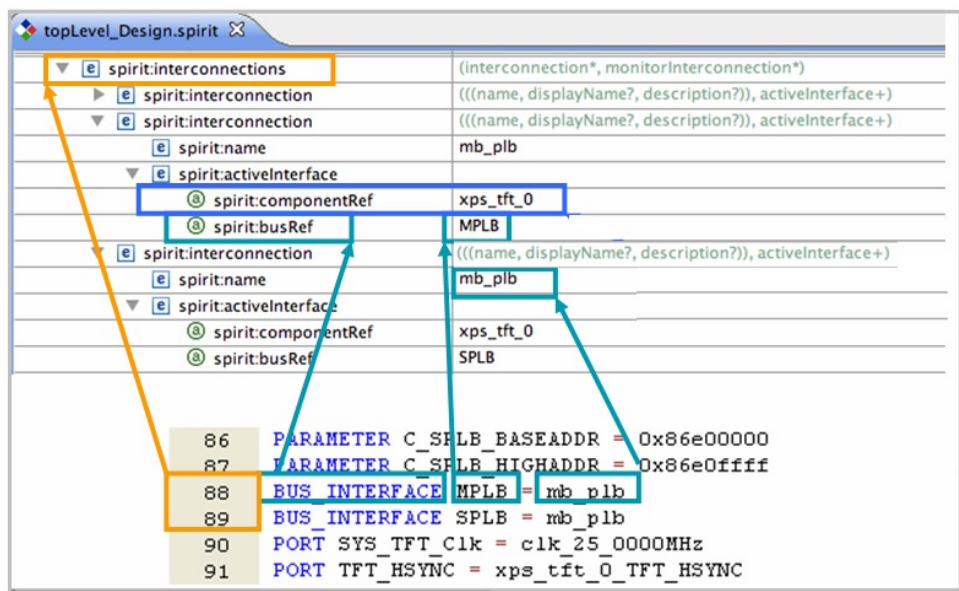 topLevel_Design.spirit
e spirit:interconnections (interconnection*, monitorInterconnection*)
e spirit:interconnection (((name, displayName?, description?)), activeInterface+)
e spirit:interconnection (((name, displayName?, description?)), activeInterface+)
e spirit:name mb_plb
e spirit:activeInterface
a spirit:componentRef xps_tft_0
a spirit:busRef MPLB
e spirit:interconnection (((name, displayName?, description?)), activeInterface+)
e spirit:name mb_plb
e spirit:activeInterface
a spirit:componentRef xps_tft_0
a spirit:busRef SPLB
86 PARAMETER C_SPLB_BASEADDR = 0x86e00000
87 PARAMETER C_SPLB_HIGHADDR = 0x86e0ffff
88 BUS_INTERFACE MPLB = mb_plb
89 BUS_INTERFACE SPLB = mb_plb
90 PORT SYS_TFT_Clk = clk_25_0000MHz
91 PORT TFT_HSYNC = xps_tft_0_TFT_HSYNC